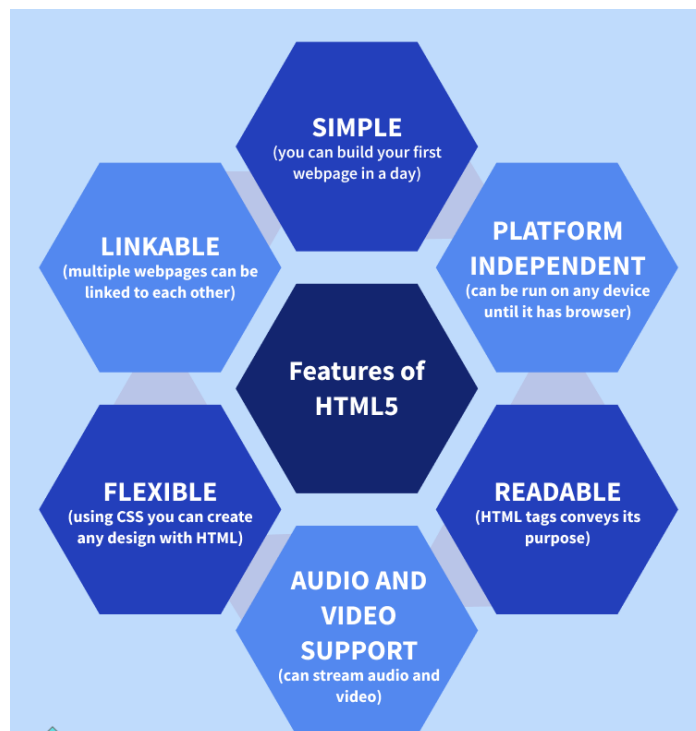 SIMPLE
(you can build your first
webpage in a day)
PLATFORM
INDEPENDENT
(can be run on any device
until it has browser)
READABLE
(HTML tags conveys its
purpose)
AUDIO AND
VIDEO
SUPPORT
(can stream audio and
video)
FLEXIBLE
(using CSS you can create
any design with HTML)
LINKABLE
(multiple webpages can be
linked to each other)
Features of
HTML5